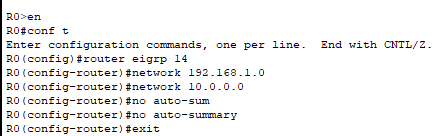 R0>en
R0#conf t
Enter configuration commands, one per line.  End with CNTL/Z.
R0(config)#router eigrp 14
R0(config-router)#network 192.168.1.0
R0(config-router)#network 10.0.0.0
R0(config-router)#no auto-sum
R0(config-router)#no auto-summary
R0(config-router)#exit